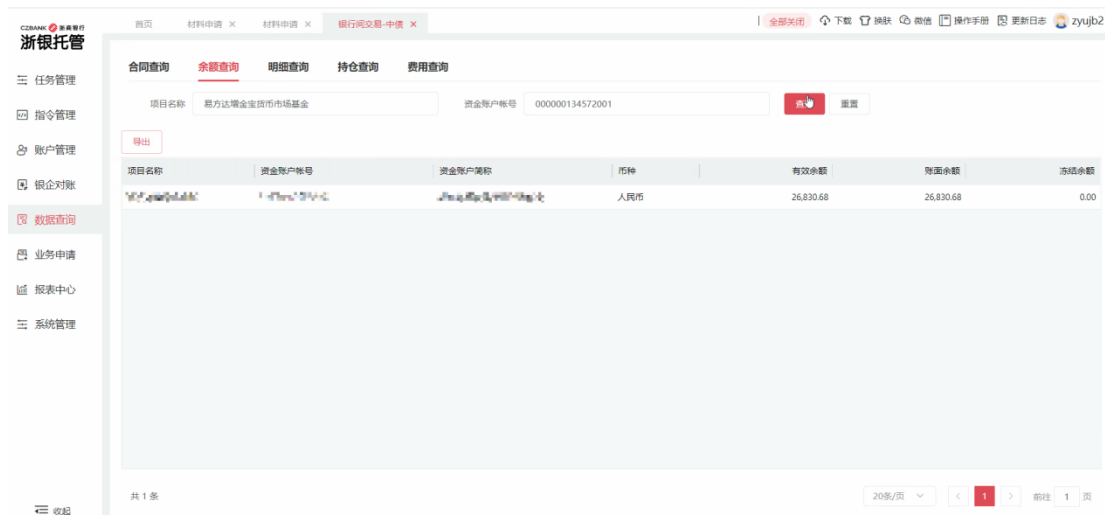 CZBANK 浙商银行
浙银托管
首页 材料申请 × 材料申请 × 银行间交易-中债 ×
全部关闭 下载 换肤 微信 操作手册 更新日志 zyujb2
任务管理
指令管理
账户管理
银企对账
数据查询
业务申请
报表中心
系统管理
收起
合同查询 余额查询 明细查询 持仓查询 费用查询
项目名称 易方达增金宝货币市场基金 资金账户帐号 000000134572001 重置
导出
项目名称 资金账户帐号 资金账户简称 币种 有效余额 账面余额 冻结余额
人民币 26,830.68 26,830.68 0.00
共 1 条
20条/页 < 1 > 前往 1 页